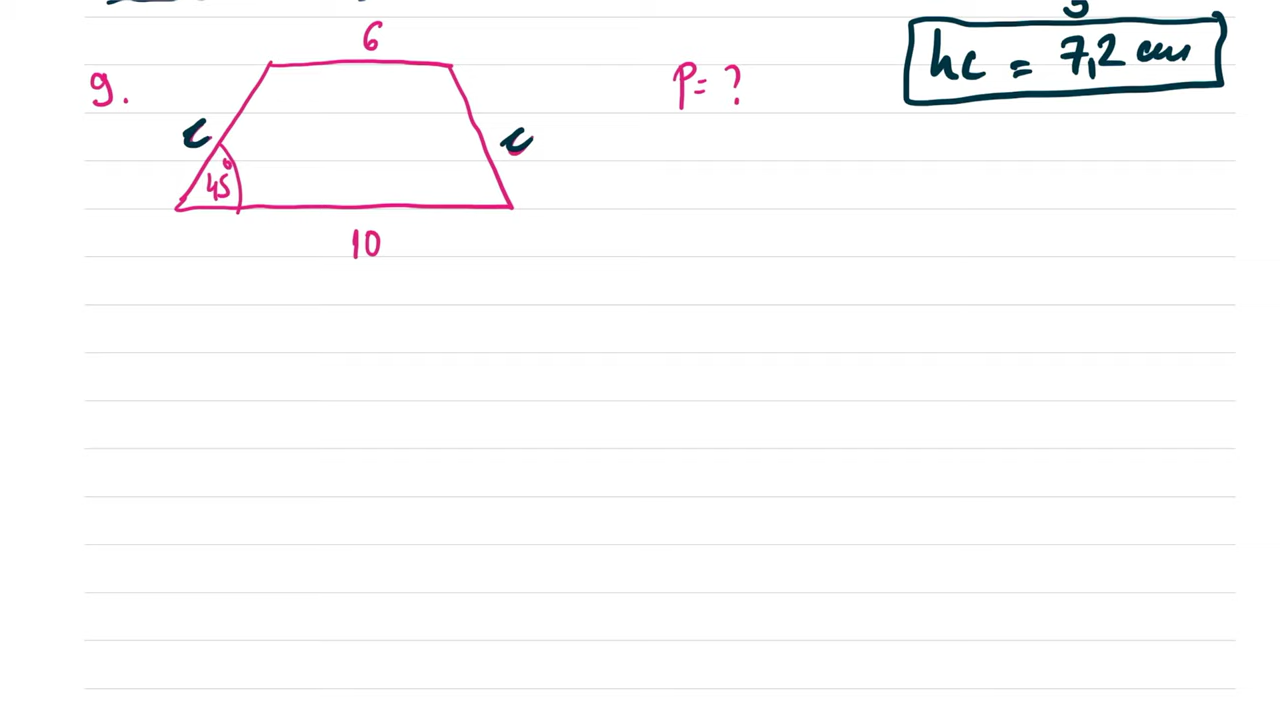 6
9.
P = ?
hc = 7,2 cm
c
c
45°
10